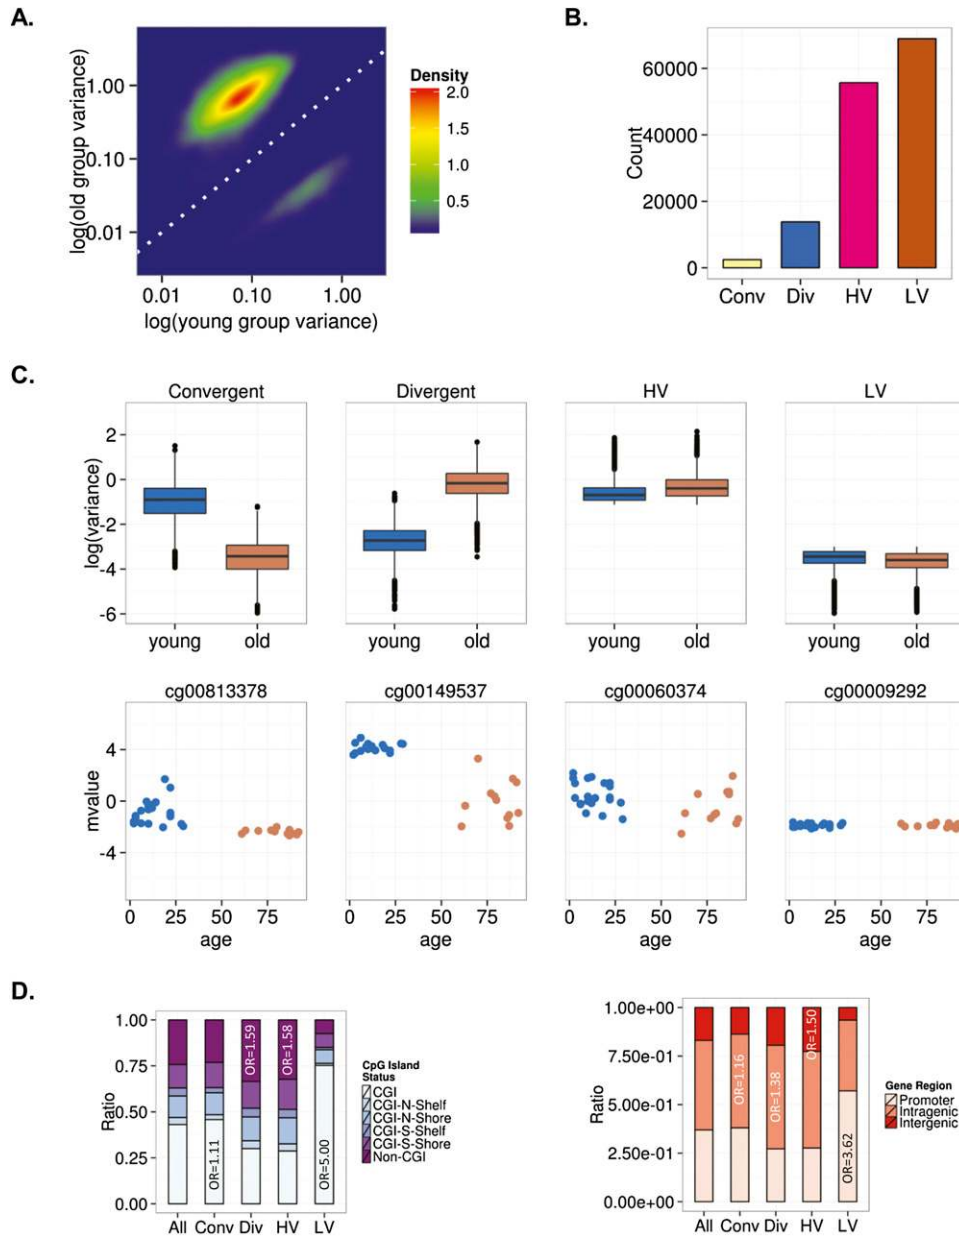 A.
log(old group variance)
1.00
0.10
0.01
0.01 0.10 1.00
log(young group variance)
Density
2.0
1.5
1.0
0.5
B.
Count
60000
40000
20000
0
Conv Div HV LV
C.
Convergent Divergent HV LV
log(variance)
2
0
-2
-4
-6
young old young old young old young old
cg00813378 cg00149537 cg00060374 cg00009292
mvalue
4
0
-4
0 25 75 0 25 75 0 25 75 0 25 75
age age age age
D.
Ratio
1.00
0.75
0.50
0.25
0.00
OR=1.11
OR=1.59
OR=1.58
OR=5.00
All Conv Div HV LV
CpG Island
Status
CGI
CGI-N-Shelf
CGI-N-Shore
CGI-S-Shelf
CGI-S-Shore
Non-CGI
Ratio
1.00e+00
7.50e-01
5.00e-01
2.50e-01
0.00e+00
OR=1.16
OR=1.38
OR=1.50
OR=3.62
All Conv Div HV LV
Gene Region
Promoter
Intragenic
Intergenic